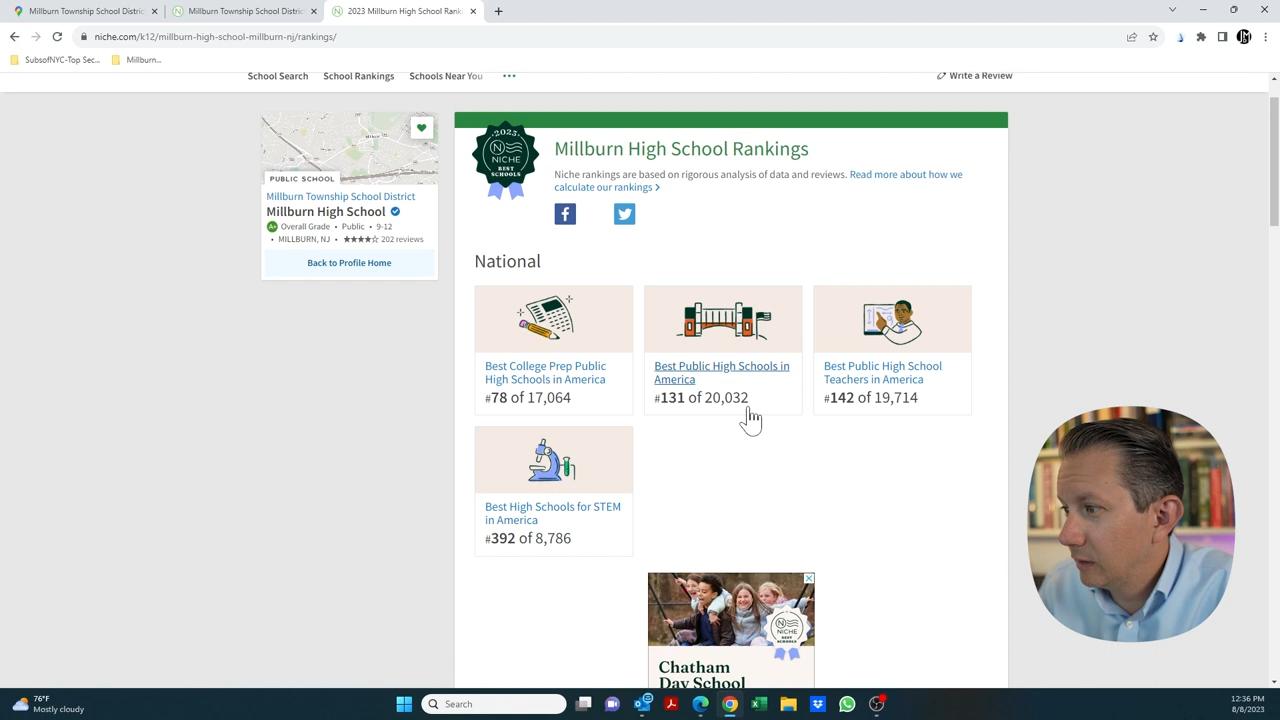 Millburn Township School Distric
Millburn Township School Distric
2023 Millburn High School Rank
niche.com/k12/millburn-high-school-millburn-nj/rankings/
SubsofNYC-Top Sec...
Millburn...
School Search
School Rankings
Schools Near You
Write a Review
PUBLIC SCHOOL
Millburn Township School District
Millburn High School
A+ Overall Grade • Public • 9-12
• MILLBURN, NJ • ★★★★☆ 202 reviews
Back to Profile Home
2023
NICHE
BEST
SCHOOLS
Millburn High School Rankings
Niche rankings are based on rigorous analysis of data and reviews. Read more about how we
calculate our rankings
National
Best College Prep Public
High Schools in America
#78 of 17,064
Best Public High Schools in
America
#131 of 20,032
Best Public High School
Teachers in America
#142 of 19,714
Best High Schools for STEM
in America
#392 of 8,786
NICHE
BEST
SCHOOLS
Chatham
Day School
76°F
Mostly cloudy
Search
12:36 PM
8/8/2023